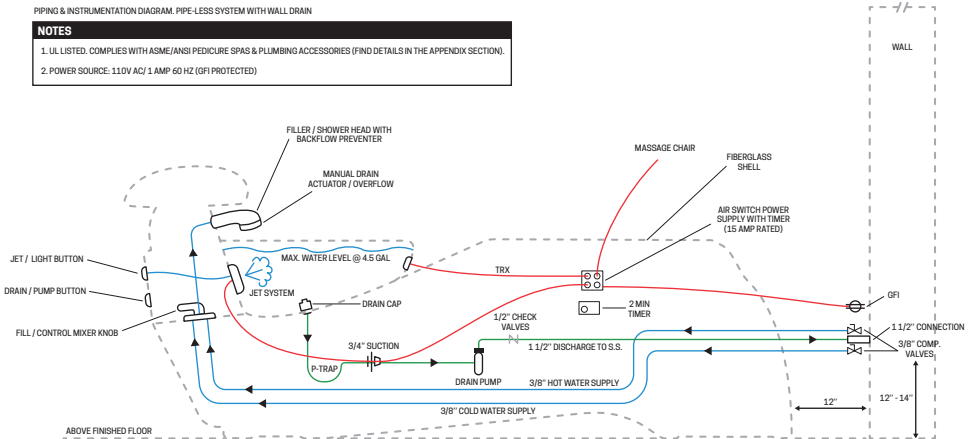 PIPING & INSTRUMENTATION DIAGRAM. PIPE-LESS SYSTEM WITH WALL DRAIN
NOTES
1. UL LISTED. COMPLIES WITH ASME/ANSI PEDICURE SPAS & PLUMBING ACCESSORIES (FIND DETAILS IN THE APPENDIX SECTION).
2. POWER SOURCE: 110V AC/ 1 AMP 60 HZ (GFI PROTECTED)
WALL
FILLER / SHOWER HEAD WITH
BACKFLOW PREVENTER
MANUAL DRAIN
ACTUATOR / OVERFLOW
MASSAGE CHAIR
FIBERGLASS
SHELL
AIR SWITCH POWER
SUPPLY WITH TIMER
(15 AMP RATED)
JET / LIGHT BUTTON
MAX. WATER LEVEL @ 4.5 GAL
TRX
DRAIN / PUMP BUTTON
JET SYSTEM
DRAIN CAP
2 MIN
TIMER
GFI
FILL / CONTROL MIXER KNOB
1/2" CHECK
VALVES
1 1/2" CONNECTION
3/4" SUCTION
1 1/2" DISCHARGE TO S.S.
3/8" COMP.
VALVES
P-TRAP
DRAIN PUMP
3/8" HOT WATER SUPPLY
3/8" COLD WATER SUPPLY
12"
12" - 14"
ABOVE FINISHED FLOOR